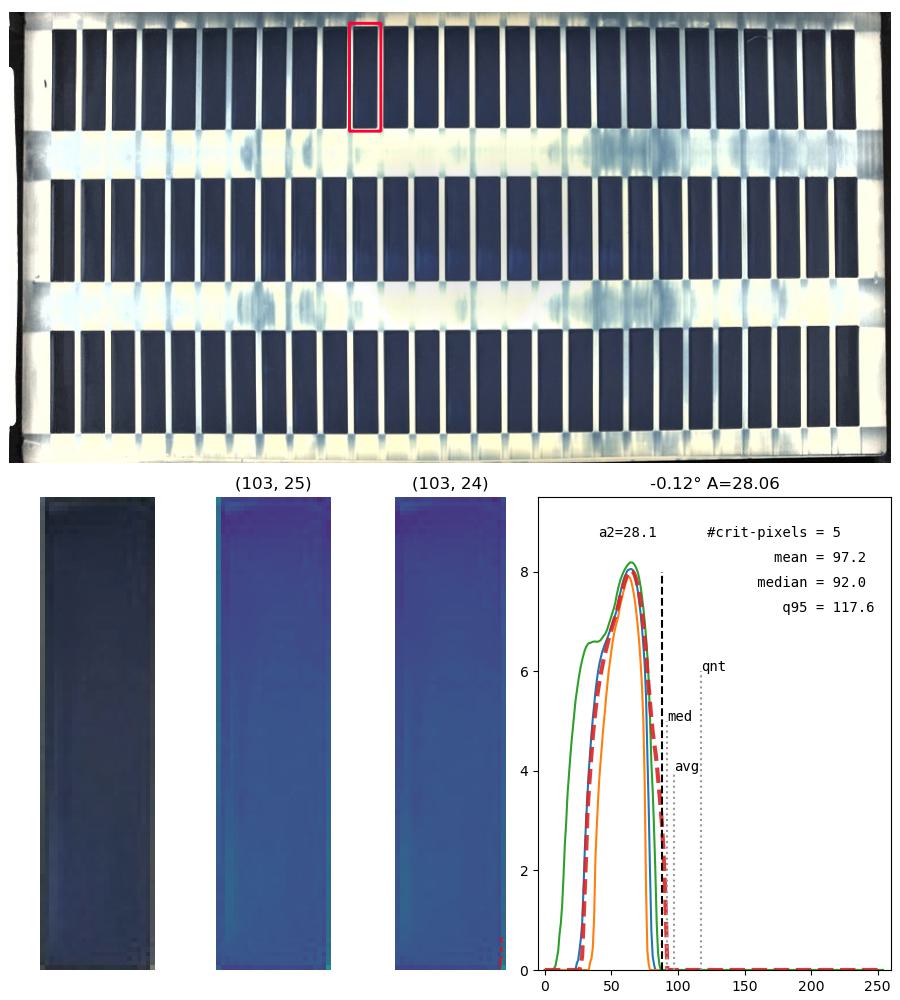 (103, 25)
(103, 24)
-0.12° A=28.06
a2=28.1
#crit-pixels = 5
mean = 97.2
median = 92.0
q95 = 117.6
qnt
med
avg
8
6
4
2
0
0 50 100 150 200 250